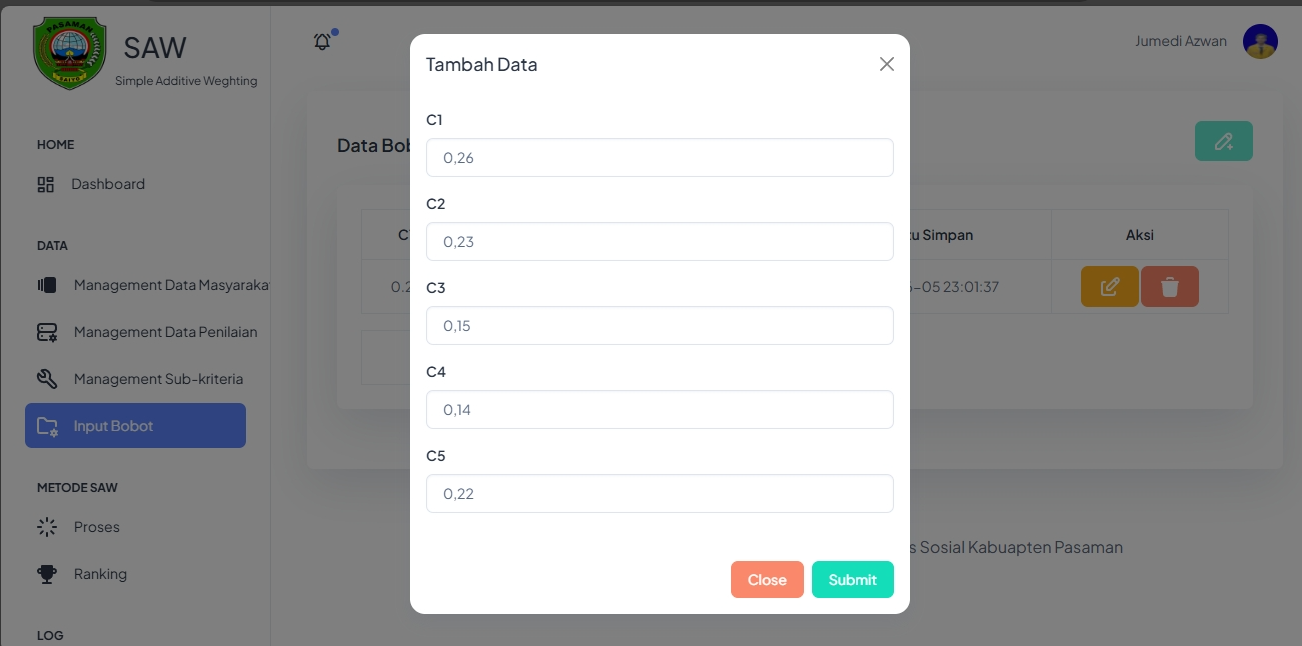 PASAMAN
SAIYO
SAW
Simple Additive Weghting
HOME
Dashboard
DATA
Management Data Masyaraka
Management Data Penilaian
Management Sub-kriteria
Input Bobot
METODE SAW
Proses
Ranking
LOG
Jumedi Azwan
Data Bob
Simpan
Aksi
0.2
-05 23:01:37
s Sosial Kabuapten Pasaman
Tambah Data
C1
0,26
C2
0,23
C3
0,15
C4
0,14
C5
0,22
Close
Submit